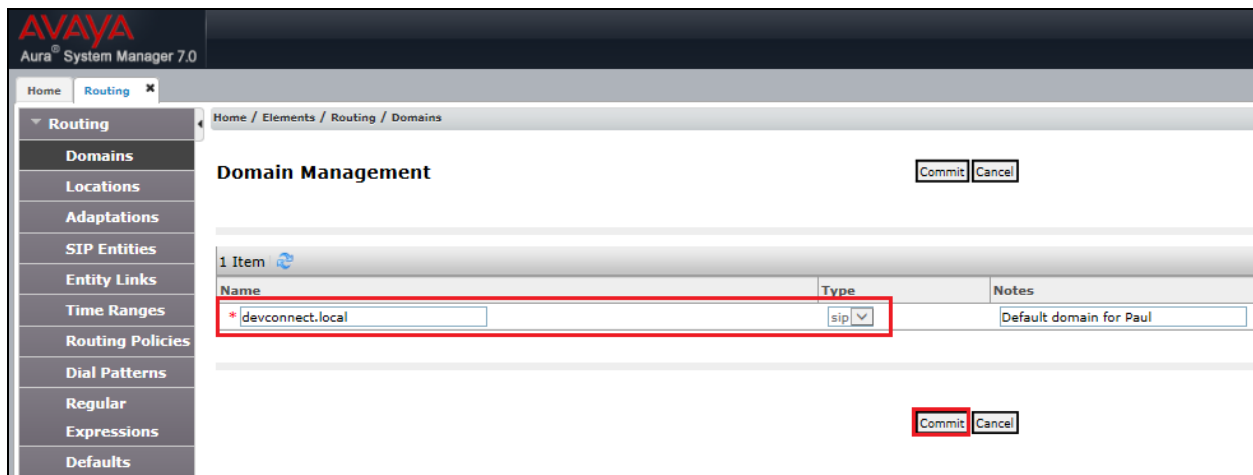 AVAYA
Aura® System Manager 7.0
Home
Routing ✖
Routing
Domains
Locations
Adaptations
SIP Entities
Entity Links
Time Ranges
Routing Policies
Dial Patterns
Regular
Expressions
Defaults
Home / Elements / Routing / Domains
Domain Management
Commit Cancel
1 Item
Name Type Notes
* devconnect.local sip Default domain for Paul
Commit Cancel